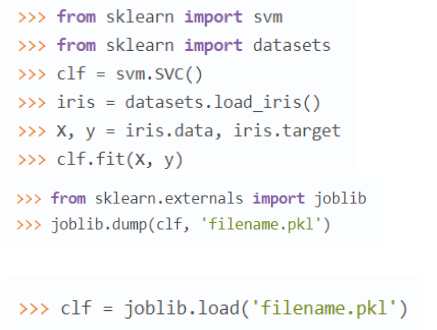 >>> from sklearn import svm
>>> from sklearn import datasets
>>> clf = svm.SVC()
>>> iris = datasets.load_iris()
>>> X, y = iris.data, iris.target
>>> clf.fit(X, y)
>>> from sklearn.externals import joblib
>>> joblib.dump(clf, 'filename.pkl')
>>> clf = joblib.load('filename.pkl')